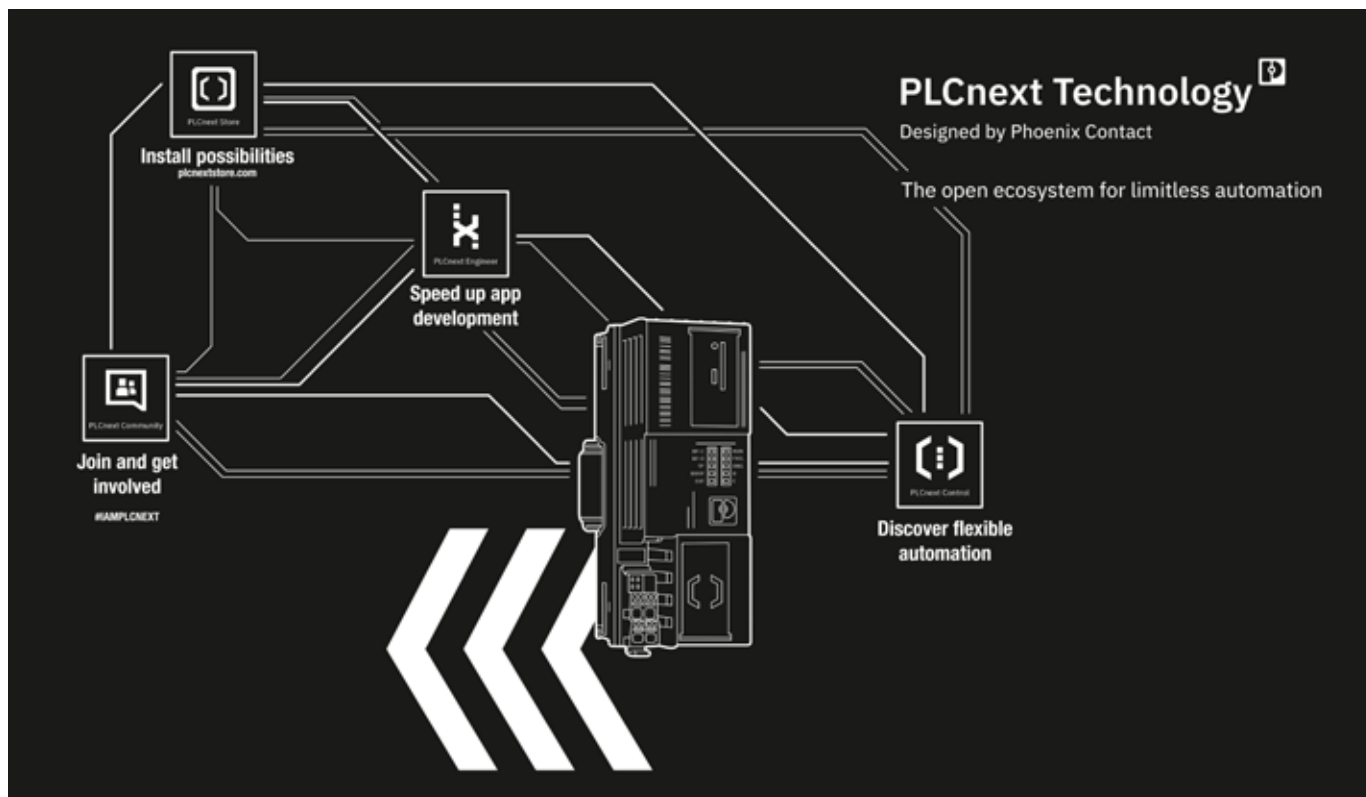 PLCnext Technology
Designed by Phoenix Contact
The open ecosystem for limitless automation
PLCnext Store
Install possibilities
plcnextstore.com
PLCnext Engineer
Speed up app
development
PLCnext Community
Join and get
involved
#IAMPLCNEXT
PLCnext Control
Discover flexible
automation